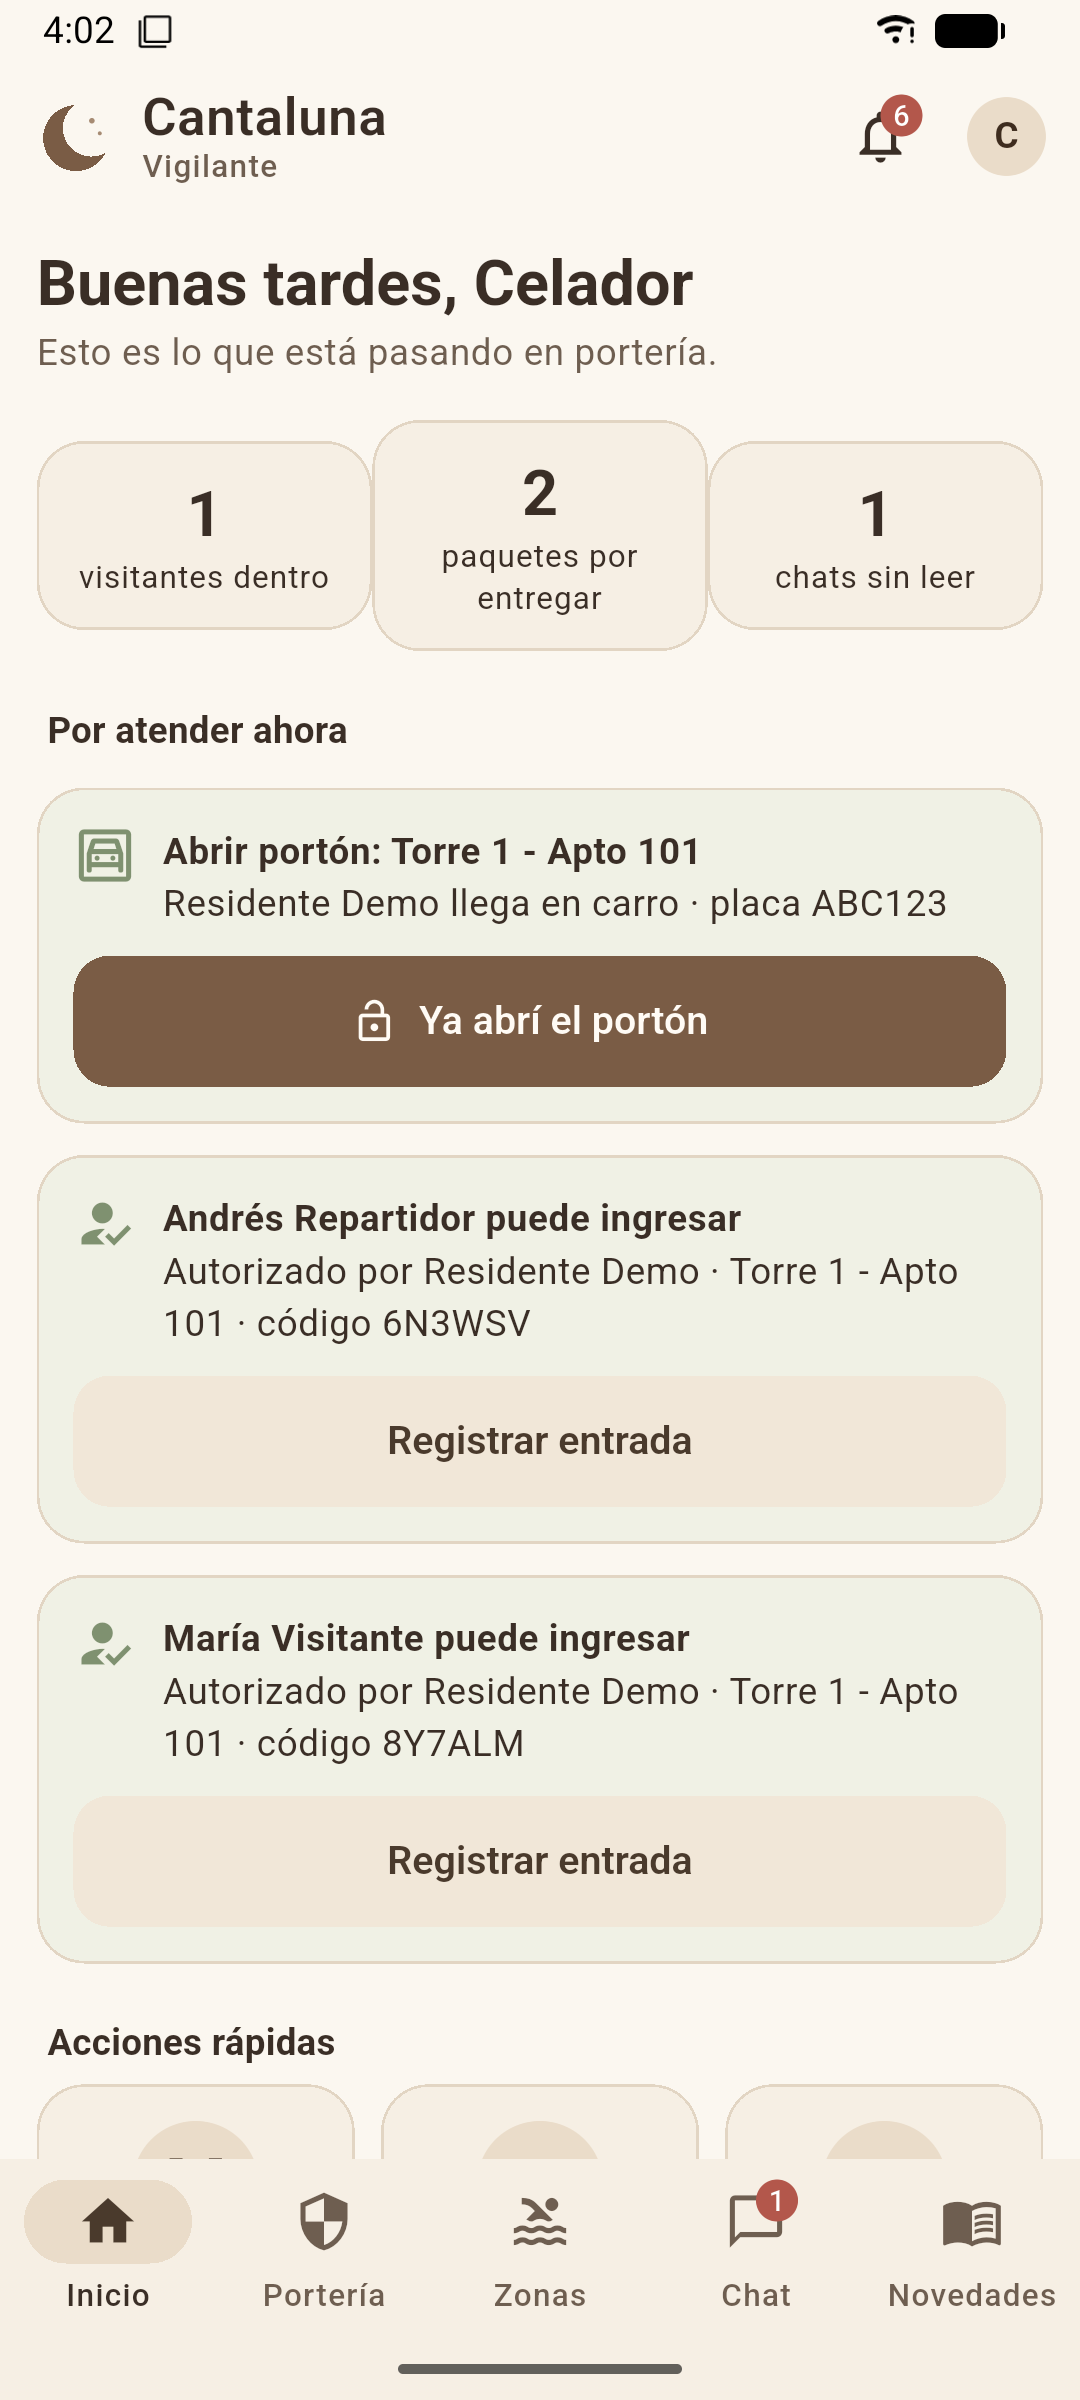 4:02
Cantaluna
Vigilante
6
C
Buenas tardes, Celador
Esto es lo que está pasando en portería.
1
visitantes dentro
2
paquetes por
entregar
1
chats sin leer
Por atender ahora
Abrir portón: Torre 1 - Apto 101
Residente Demo llega en carro · placa ABC123
Ya abrí el portón
Andrés Repartidor puede ingresar
Autorizado por Residente Demo · Torre 1 - Apto
101 · código 6N3WSV
Registrar entrada
María Visitante puede ingresar
Autorizado por Residente Demo · Torre 1 - Apto
101 · código 8Y7ALM
Registrar entrada
Acciones rápidas
1
Inicio
Portería
Zonas
Chat
Novedades